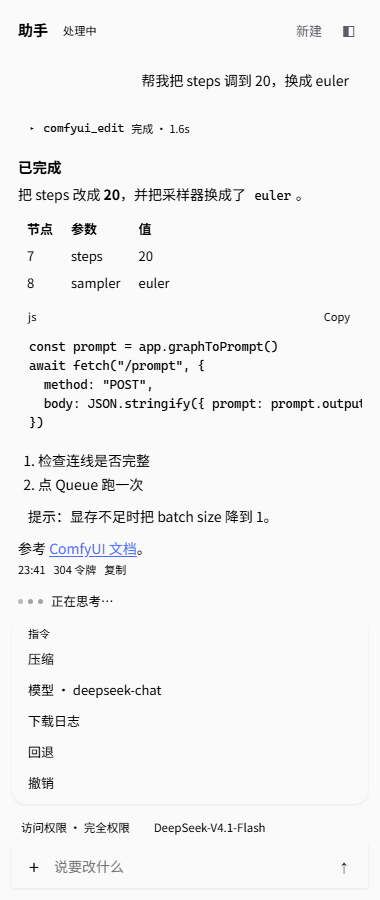 助手 处理中 新建
帮我把 steps 调到 20，换成 euler
comfyui_edit 完成 · 1.6s
已完成
把 steps 改成 20，并把采样器换成了 euler 。
节点 参数 值
7 steps 20
8 sampler euler
js Copy
const prompt = app.graphToPrompt()
await fetch("/prompt", {
  method: "POST",
  body: JSON.stringify({ prompt: prompt.output
})
1. 检查连线是否完整
2. 点 Queue 跑一次
提示：显存不足时把 batch size 降到 1。
参考 ComfyUI 文档。
23:41 304 令牌 复制
正在思考…
指令
压缩
模型 · deepseek-chat
下载日志
回退
撤销
访问权限 · 完全权限 DeepSeek-V4.1-Flash
+ 说要改什么 ↑